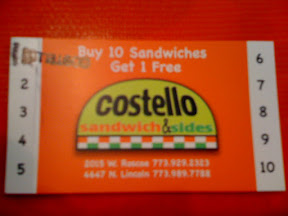 Buy 10 Sandwiches
Get 1 Free
costello
sandwich & sides
2015 W. Roscoe 773.929.2323
4647 N. Lincoln 773.989.7788
2
3
4
5
6
7
8
9
10